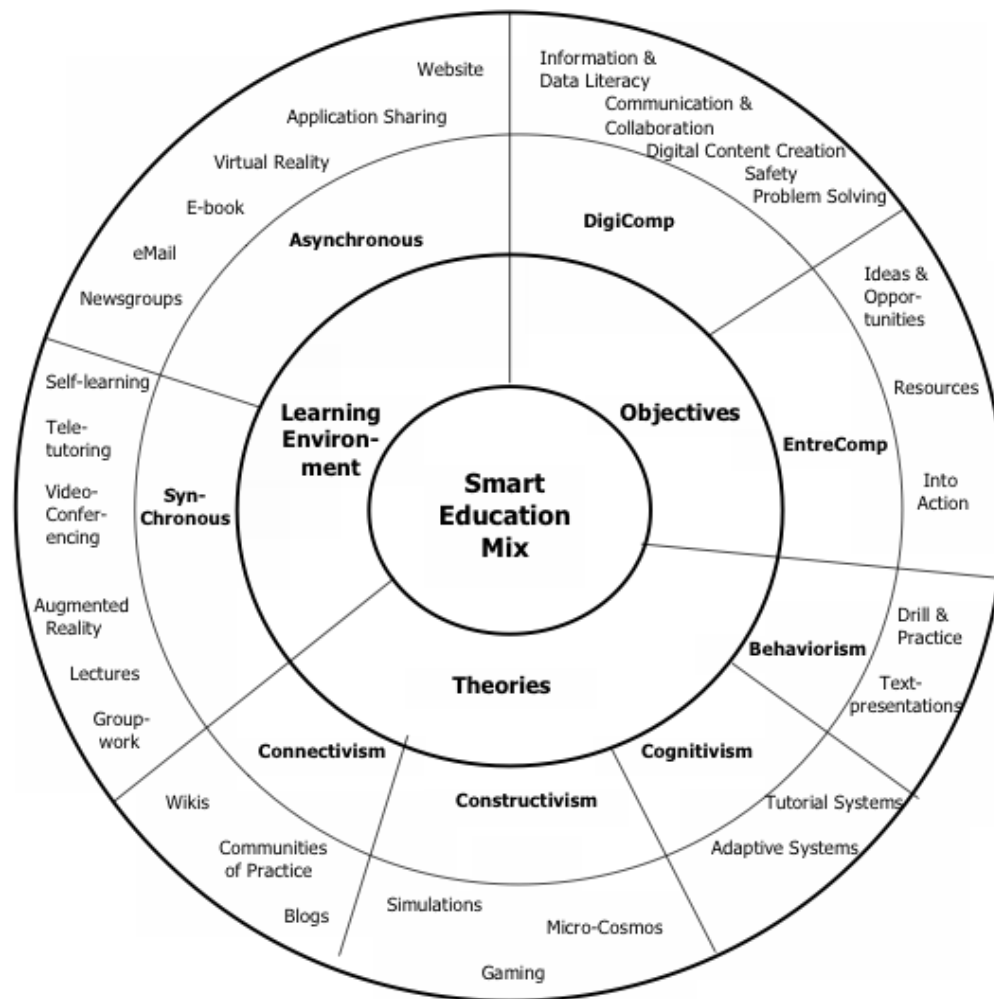 Website
Application Sharing
Virtual Reality
E-book
eMail
Newsgroups
Asynchronous
Information &
Data Literacy
Communication &
Collaboration
Digital Content Creation
Safety
Problem Solving
DigiComp
Ideas &
Oppor-
tunities
Resources
Into
Action
EntreComp
Objectives
Learning
Environ-
ment
Smart
Education
Mix
Self-learning
Tele-
tutoring
Video-
Confer-
encing
Augmented
Reality
Lectures
Group-
work
Syn-
Chronous
Theories
Behaviorism
Drill &
Practice
Text-
presentations
Cognitivism
Tutorial Systems
Adaptive Systems
Constructivism
Simulations
Micro-Cosmos
Gaming
Connectivism
Wikis
Communities
of Practice
Blogs